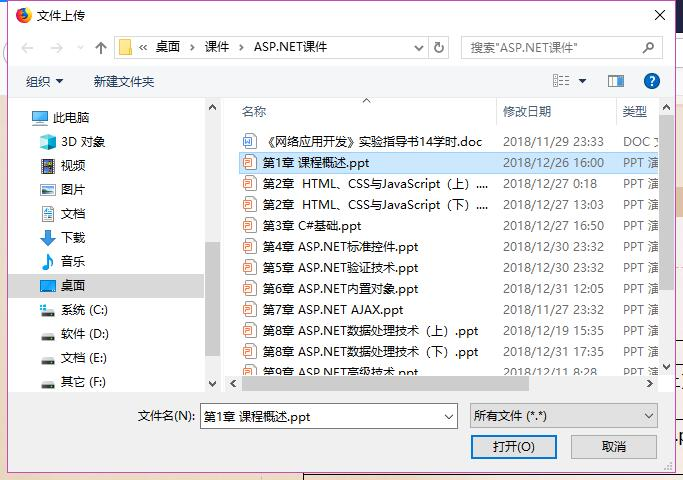 文件上传
« 桌面 › 课件 › ASP.NET课件
搜索"ASP.NET课件"
组织 新建文件夹
名称 修改日期 类型
此电脑
3D 对象
视频
图片
文档
下载
音乐
桌面
系统 (C:)
软件 (D:)
文档 (E:)
其它 (F:)
《网络应用开发》实验指导书14学时.doc 2018/11/29 23:33 DOC
第1章 课程概述.ppt 2018/12/26 16:00 PPT 演
第2章 HTML、CSS与JavaScript（上）.... 2018/12/27 0:18 PPT 演
第2章 HTML、CSS与JavaScript（下）.... 2018/12/27 13:03 PPT 演
第3章 C#基础.ppt 2018/12/27 16:50 PPT 演
第4章 ASP.NET标准控件.ppt 2018/12/30 23:32 PPT 演
第5章 ASP.NET验证技术.ppt 2018/12/30 23:32 PPT 演
第6章 ASP.NET内置对象.ppt 2018/12/31 12:05 PPT 演
第7章 ASP.NET AJAX.ppt 2018/11/27 23:32 PPT 演
第8章 ASP.NET数据处理技术（上）.ppt 2018/12/19 15:35 PPT 演
第8章 ASP.NET数据处理技术（下）.ppt 2018/12/31 17:35 PPT 演
第9章 ASP.NET高级技术.ppt 2018/12/11 8:28 PPT 演
文件名(N): 第1章 课程概述.ppt 所有文件 (*.*)
打开(O) 取消